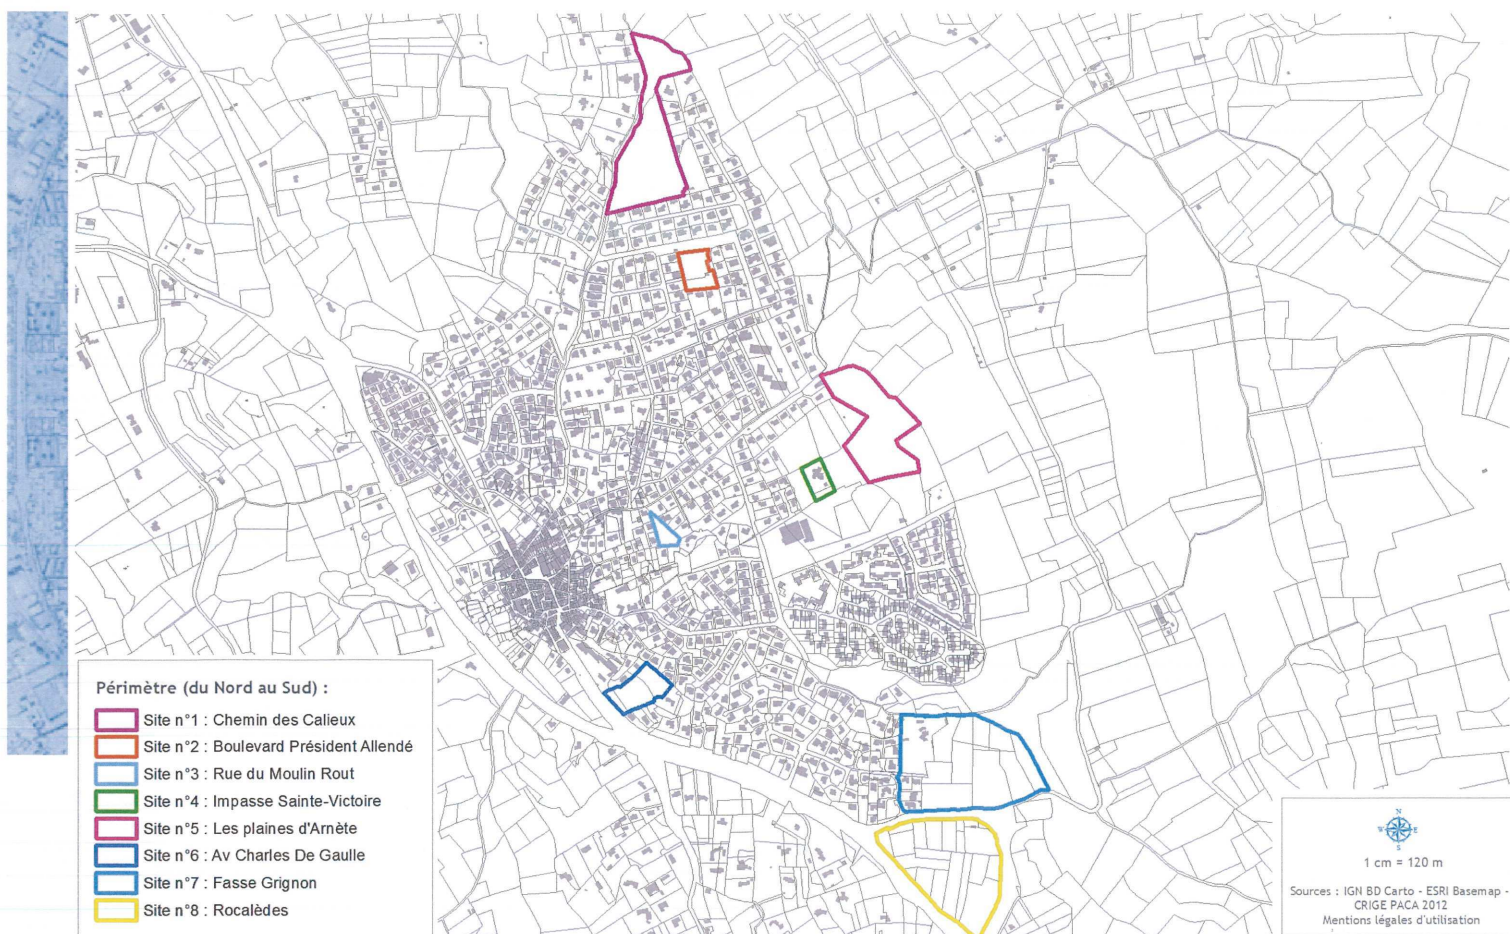 Périmètre (du Nord au Sud) :
Site n°1 : Chemin des Calieux
Site n°2 : Boulevard Président Allendé
Site n°3 : Rue du Moulin Rout
Site n°4 : Impasse Sainte-Victoire
Site n°5 : Les plaines d'Arnète
Site n°6 : Av Charles De Gaulle
Site n°7 : Fasse Grignon
Site n°8 : Rocalèdes
N
W E
S
1 cm = 120 m
Sources : IGN BD Carto - ESRI Basemap -
CRIGE PACA 2012
Mentions légales d'utilisation